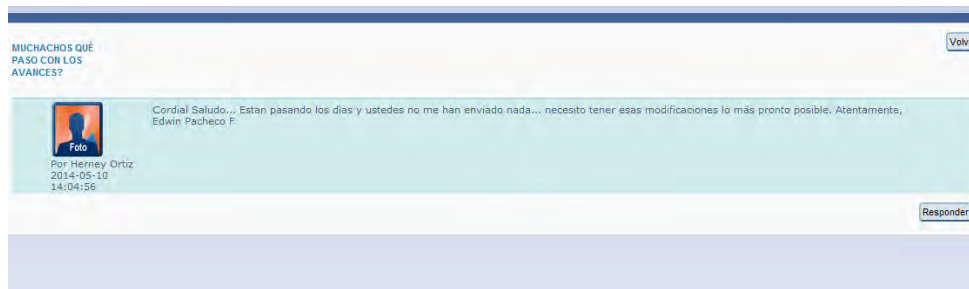 MUCHACHOS QUÉ
PASO CON LOS
AVANCES?
Volv
Cordial Saludo... Estan pasando los dias y ustedes no me han enviado nada... necesito tener esas modificaciones lo más pronto posible. Atentamente,
Edwin Pacheco F.
Foto
Por Herney Ortiz
2014-05-10
14:04:56
Responder